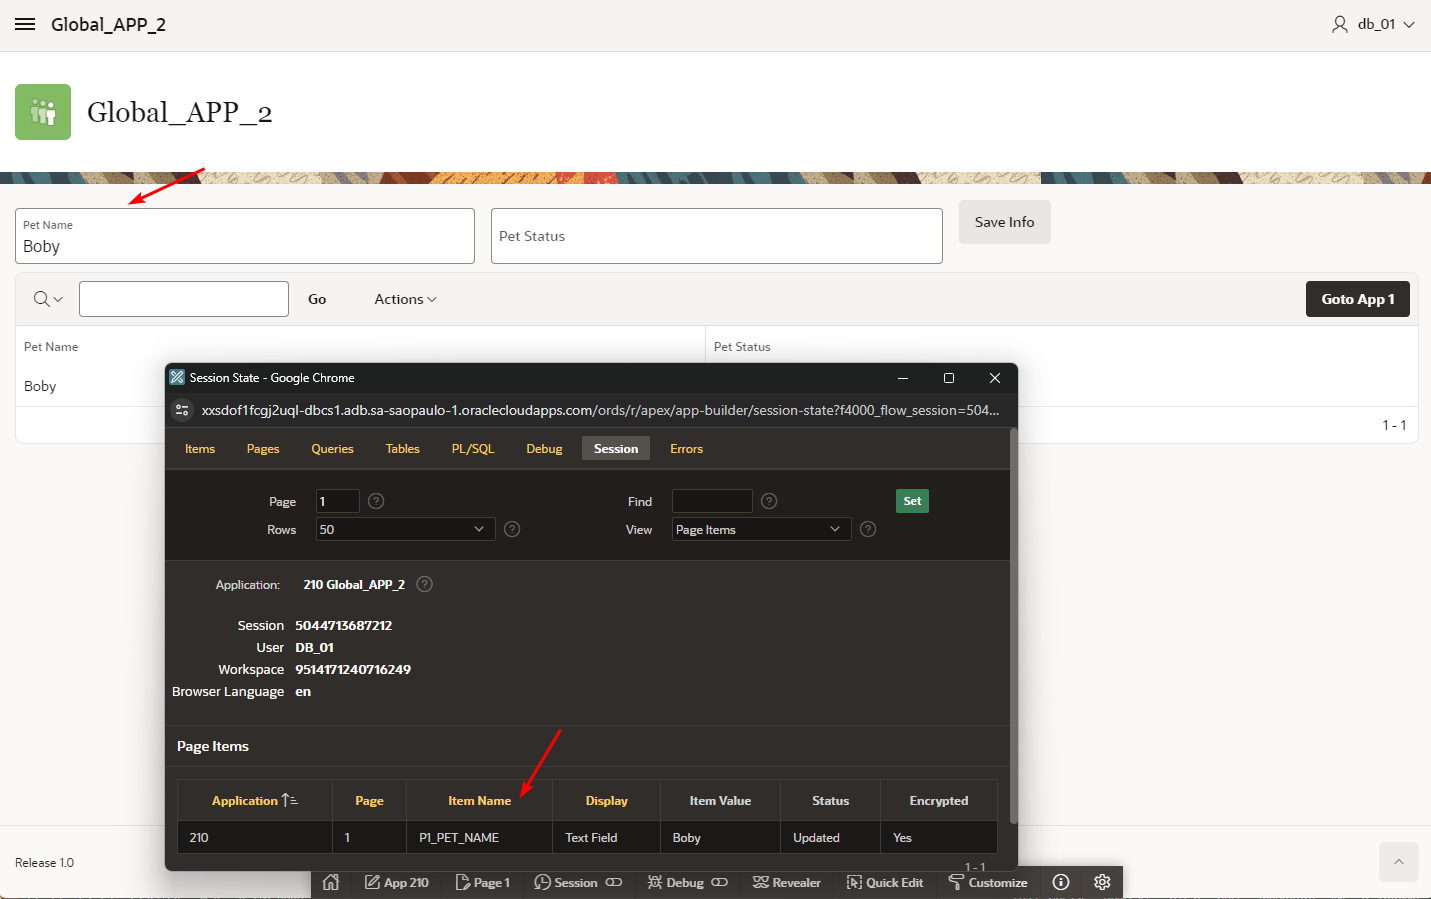 Global_APP_2
db_01
Global_APP_2
Pet Name
Boby
Pet Status
Save Info
Go
Actions
Goto App 1
Pet Name
Pet Status
Boby
1 - 1
Session State - Google Chrome
xxsdof1fcgj2uql-dbcs1.adb.sa-saopaulo-1.oraclecloudapps.com/ords/r/apex/app-builder/session-state?f4000_flow_session=504...
Items Pages Queries Tables PL/SQL Debug Session Errors
Page 1 ? Find ? Set
Rows 50 ? View Page Items ?
Application: 210 Global_APP_2 ?
Session 5044713687212
User DB_01
Workspace 9514171240716249
Browser Language en
Page Items
Application Page Item Name Display Item Value Status Encrypted
210 1 P1_PET_NAME Text Field Boby Updated Yes
1 - 1
Release 1.0
App 210 Page 1 Session Debug Revealer Quick Edit Customize